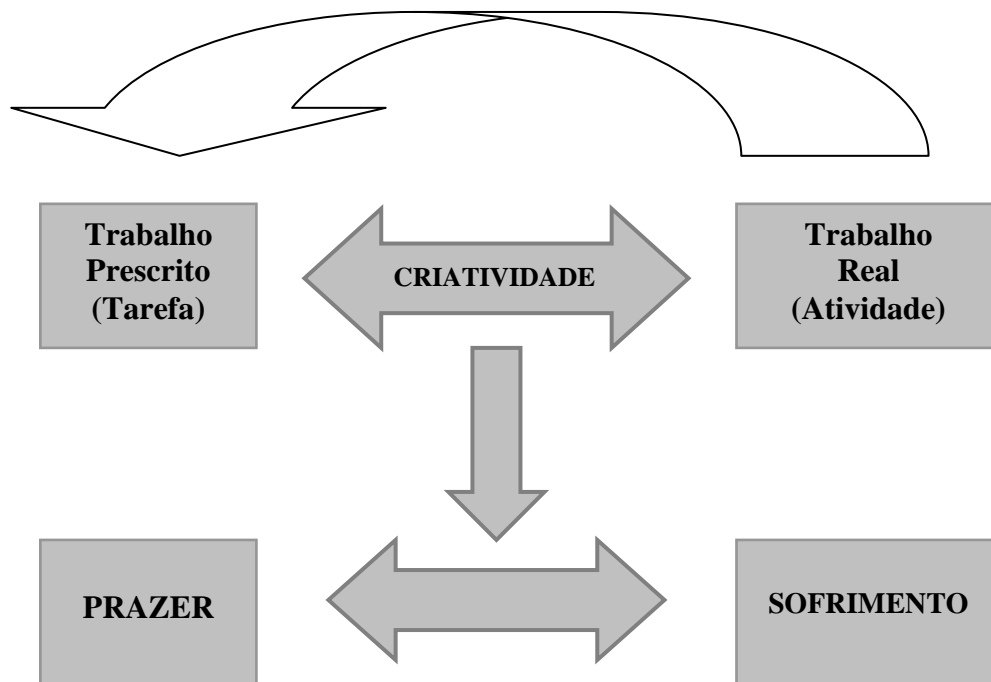 Trabalho
Prescrito
(Tarefa)
CRIATIVIDADE
Trabalho
Real
(Atividade)
PRAZER
SOFRIMENTO